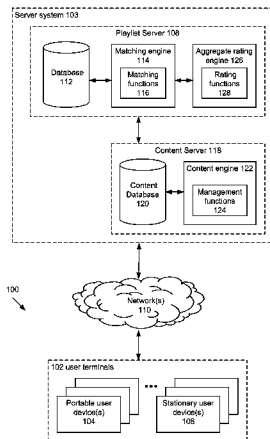 Server system 103
Playlist Server 108
Database
112
Matching engine
114
Matching
functions
116
Aggregate rating
engine 126
Rating
functions
128
Content Server 118
Content
Database
120
Content engine 122
Management
functions
124
100
Network(s)
110
102 user terminals
Portable user
device(s)
104
Stationary user
device(s)
106